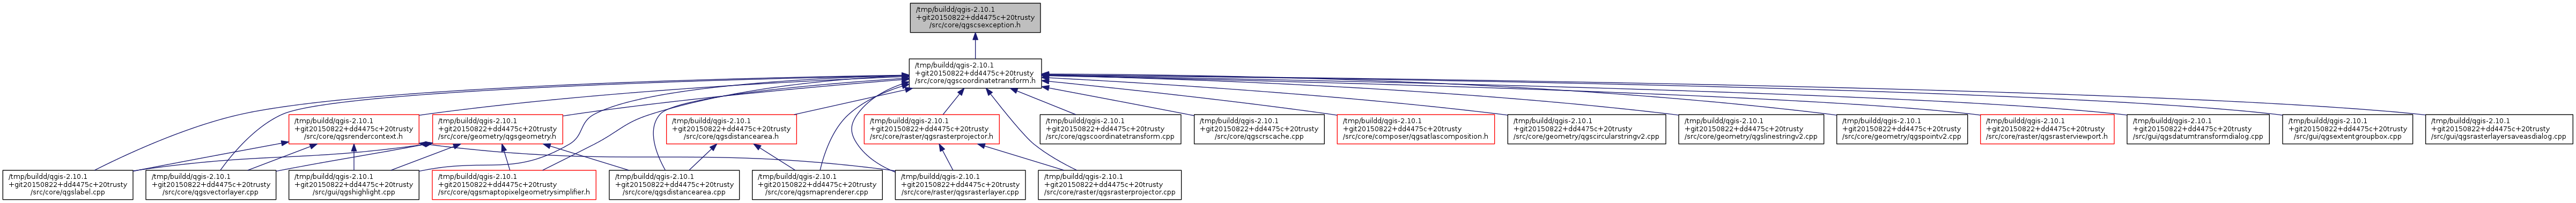 /tmp/buildd/qgis-2.10.1
+git20150822+dd4475c+20trusty
/src/core/qgscsexception.h
/tmp/buildd/qgis-2.10.1
+git20150822+dd4475c+20trusty
/src/core/qgscoordinatetransform.h
/tmp/buildd/qgis-2.10.1
+git20150822+dd4475c+20trusty
/src/core/qgsrendercontext.h
/tmp/buildd/qgis-2.10.1
+git20150822+dd4475c+20trusty
/src/core/geometry/qgsgeometry.h
/tmp/buildd/qgis-2.10.1
+git20150822+dd4475c+20trusty
/src/core/qgsdistancearea.h
/tmp/buildd/qgis-2.10.1
+git20150822+dd4475c+20trusty
/src/core/raster/qgsrasterprojector.h
/tmp/buildd/qgis-2.10.1
+git20150822+dd4475c+20trusty
/src/core/qgscoordinatetransform.cpp
/tmp/buildd/qgis-2.10.1
+git20150822+dd4475c+20trusty
/src/core/qgscrscache.cpp
/tmp/buildd/qgis-2.10.1
+git20150822+dd4475c+20trusty
/src/core/composer/qgsatlascomposition.h
/tmp/buildd/qgis-2.10.1
+git20150822+dd4475c+20trusty
/src/core/geometry/qgscircularstringv2.cpp
/tmp/buildd/qgis-2.10.1
+git20150822+dd4475c+20trusty
/src/core/geometry/qgslinestringv2.cpp
/tmp/buildd/qgis-2.10.1
+git20150822+dd4475c+20trusty
/src/core/geometry/qgspointv2.cpp
/tmp/buildd/qgis-2.10.1
+git20150822+dd4475c+20trusty
/src/core/raster/qgsrasterviewport.h
/tmp/buildd/qgis-2.10.1
+git20150822+dd4475c+20trusty
/src/gui/qgsdatumtransformdialog.cpp
/tmp/buildd/qgis-2.10.1
+git20150822+dd4475c+20trusty
/src/gui/qgsextentgroupbox.cpp
/tmp/buildd/qgis-2.10.1
+git20150822+dd4475c+20trusty
/src/gui/qgsrasterlayersaveasdialog.cpp
/tmp/buildd/qgis-2.10.1
+git20150822+dd4475c+20trusty
/src/core/qgslabel.cpp
/tmp/buildd/qgis-2.10.1
+git20150822+dd4475c+20trusty
/src/core/qgsvectorlayer.cpp
/tmp/buildd/qgis-2.10.1
+git20150822+dd4475c+20trusty
/src/gui/qgshighlight.cpp
/tmp/buildd/qgis-2.10.1
+git20150822+dd4475c+20trusty
/src/core/qgsmaptopixelgeometrysimplifier.h
/tmp/buildd/qgis-2.10.1
+git20150822+dd4475c+20trusty
/src/core/qgsdistancearea.cpp
/tmp/buildd/qgis-2.10.1
+git20150822+dd4475c+20trusty
/src/core/qgsmaprenderer.cpp
/tmp/buildd/qgis-2.10.1
+git20150822+dd4475c+20trusty
/src/core/raster/qgsrasterlayer.cpp
/tmp/buildd/qgis-2.10.1
+git20150822+dd4475c+20trusty
/src/core/raster/qgsrasterprojector.cpp